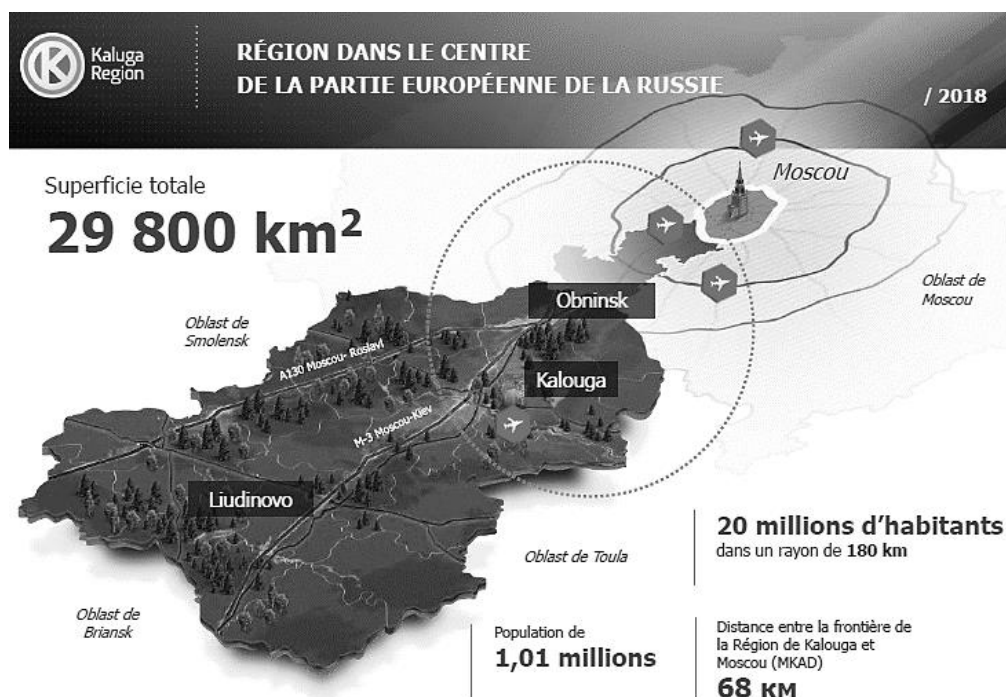 Kaluga
Region
RÉGION DANS LE CENTRE
DE LA PARTIE EUROPÉENNE DE LA RUSSIE
/ 2018
Superficie totale
29 800 km²
Moscou
Oblast de
Moscou
Obninsk
Oblast de
Smolensk
A130 Moscou- Roslavl
Kalouga
M-3 Moscou-Kiev
Liudinovo
20 millions d’habitants
dans un rayon de 180 km
Oblast de Toula
Oblast de
Briansk
Population de
1,01 millions
Distance entre la frontière de
la Région de Kalouga et
Moscou (MKAD)
68 КМ